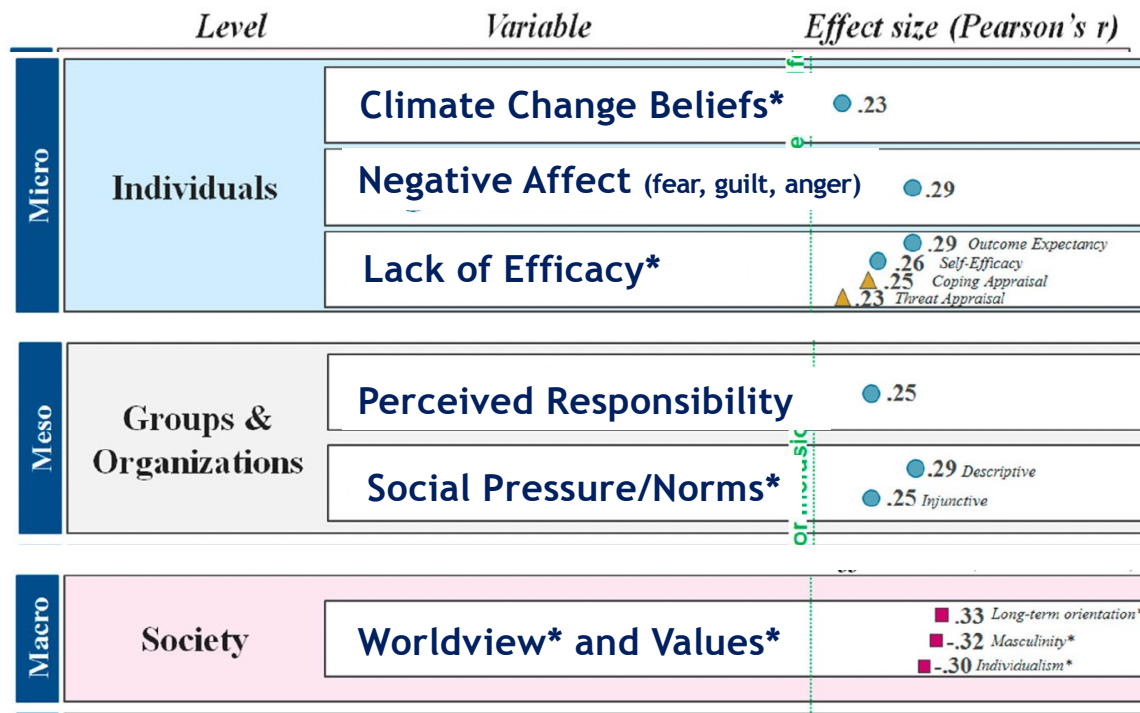 Level Variable Effect size (Pearson's r)
Micro
Individuals
Climate Change Beliefs*
.23
Negative Affect (fear, guilt, anger)
.29
Lack of Efficacy*
.29 Outcome Expectancy
.26 Self-Efficacy
.25 Coping Appraisal
.23 Threat Appraisal
Meso
Groups &
Organizations
Perceived Responsibility
.25
Social Pressure/Norms*
.29 Descriptive
.25 Injunctive
Macro
Society
Worldview* and Values*
.33 Long-term orientation*
-.32 Masculinity*
-.30 Individualism*